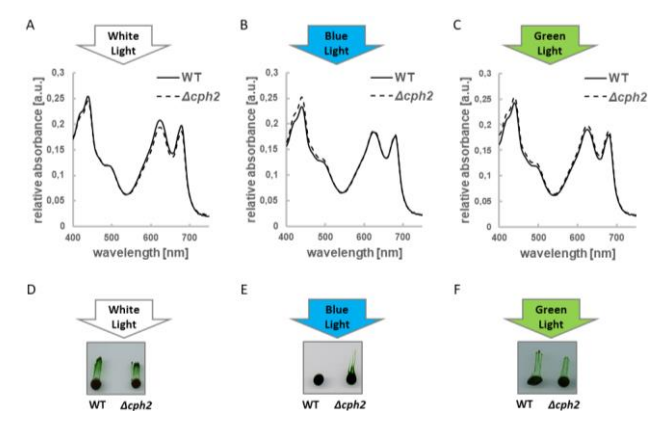 A
White
Light
relative absorbance [a.u.]
0,3
0,25
0,2
0,15
0,1
0,05
0
400
500
600
700
wavelength [nm]
WT
Δcph2
B
Blue
Light
relative absorbance [a.u.]
0,3
0,25
0,2
0,15
0,1
0,05
0
400
500
600
700
wavelength [nm]
WT
Δcph2
C
Green
Light
relative absorbance [a.u.]
0,3
0,25
0,2
0,15
0,1
0,05
0
400
500
600
700
wavelength [nm]
WT
Δcph2
D
White
Light
WT Δcph2
E
Blue
Light
WT Δcph2
F
Green
Light
WT Δcph2